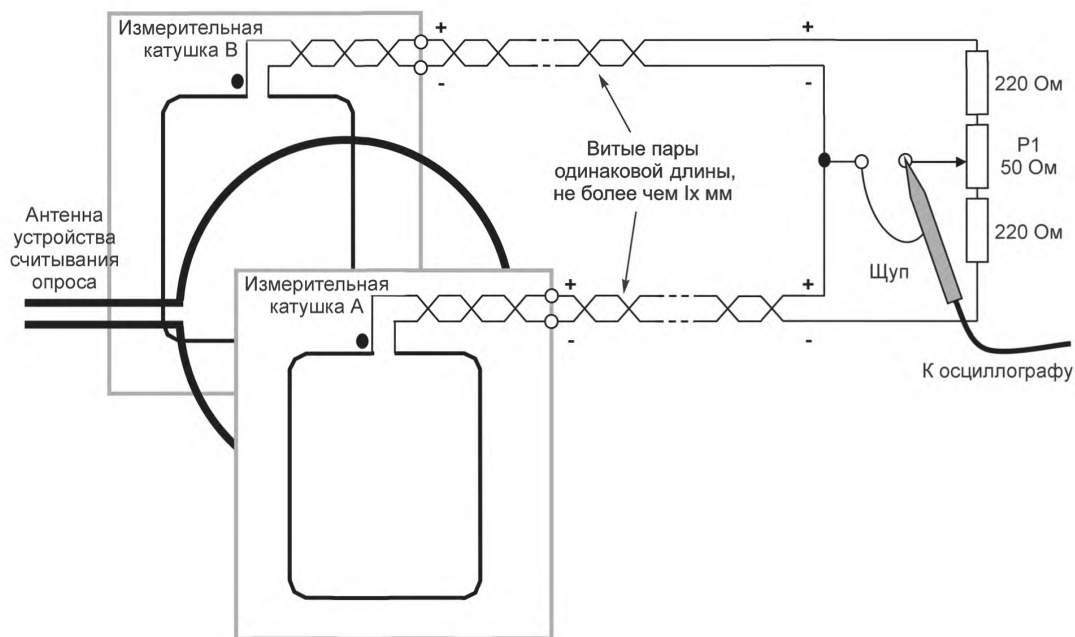 Измерительная
катушка B
+
-
+
-
220 Ом
P1
50 Ом
220 Ом
Витые пары
одинаковой длины,
не более чем lx мм
Антенна
устройства
считывания
опроса
Измерительная
катушка A
+
-
+
-
Щуп
К осциллографу